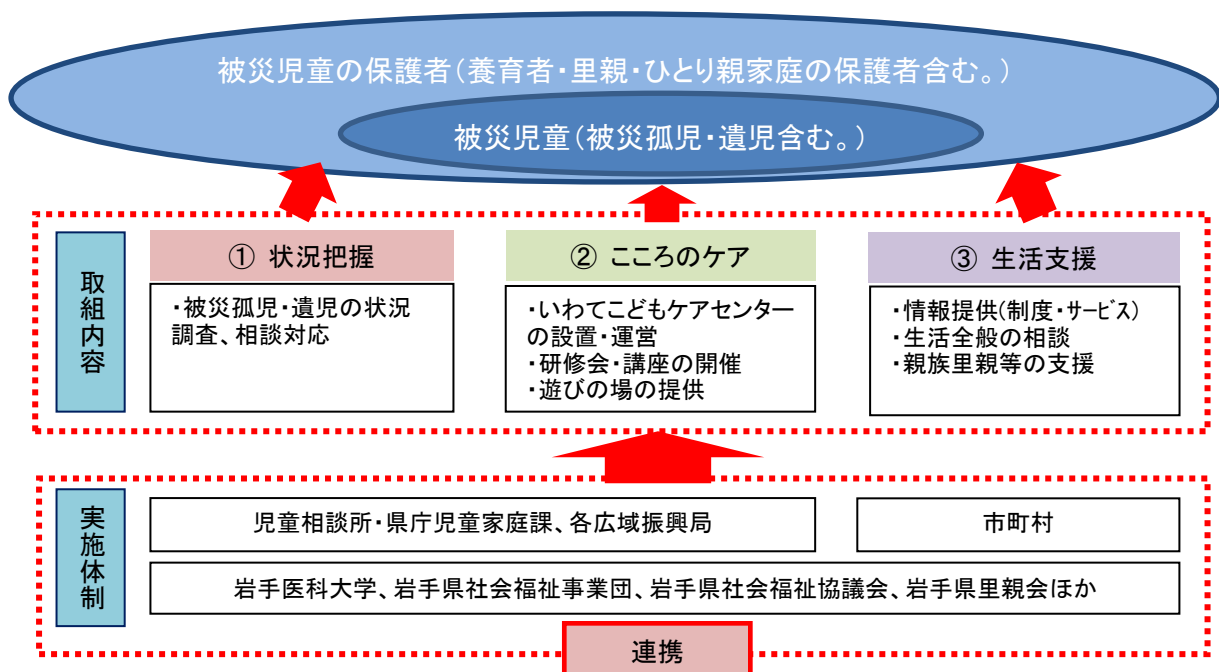 被災児童の保護者（養育者・里親・ひとり親家庭の保護者含む。）
被災児童（被災孤児・遺児含む。）
取組内容
① 状況把握
・被災孤児・遺児の状況
調査、相談対応
② こころのケア
・いわてこどもケアセンター
の設置・運営
・研修会・講座の開催
・遊びの場の提供
③ 生活支援
・情報提供(制度・ｻｰﾋﾞｽ)
・生活全般の相談
・親族里親等の支援
実施体制
児童相談所・県庁児童家庭課、各広域振興局
市町村
岩手医科大学、岩手県社会福祉事業団、岩手県社会福祉協議会、岩手県里親会ほか
連携